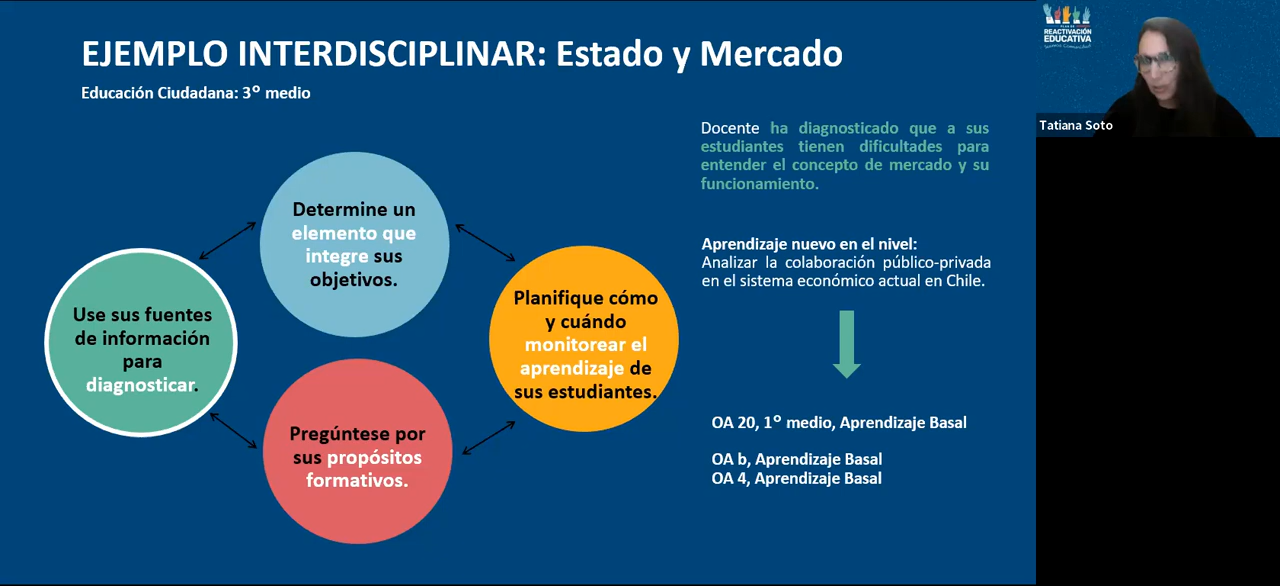 EJEMPLO INTERDISCIPLINAR: Estado y Mercado
Educación Ciudadana: 3° medio
Determine un
elemento que
integre sus
objetivos.
Use sus fuentes
de información
para
diagnosticar.
Planifique cómo
y cuándo
monitorear el
aprendizaje de
sus estudiantes.
Pregúntese por
sus propósitos
formativos.
Docente ha diagnosticado que a sus
estudiantes tienen dificultades para
entender el concepto de mercado y su
funcionamiento.
Aprendizaje nuevo en el nivel:
Analizar la colaboración público-privada
en el sistema económico actual en Chile.
OA 20, 1° medio, Aprendizaje Basal
OA b, Aprendizaje Basal
OA 4, Aprendizaje Basal
REACTIVACIÓN
EDUCATIVA
Tatiana Soto